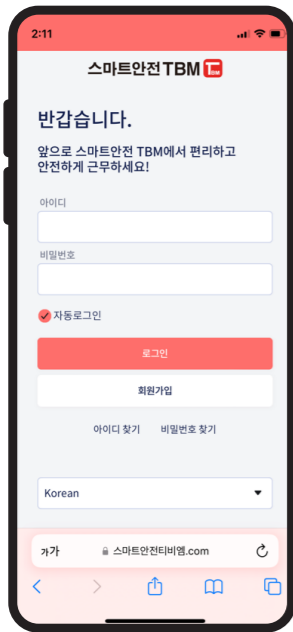 2:11
스마트안전 TBM
TBM
반갑습니다.
앞으로 스마트안전 TBM에서 편리하고
안전하게 근무하세요!
아이디
비밀번호
자동로그인
로그인
회원가입
아이디 찾기 비밀번호 찾기
Korean
가가 스마트안전티비엠.com